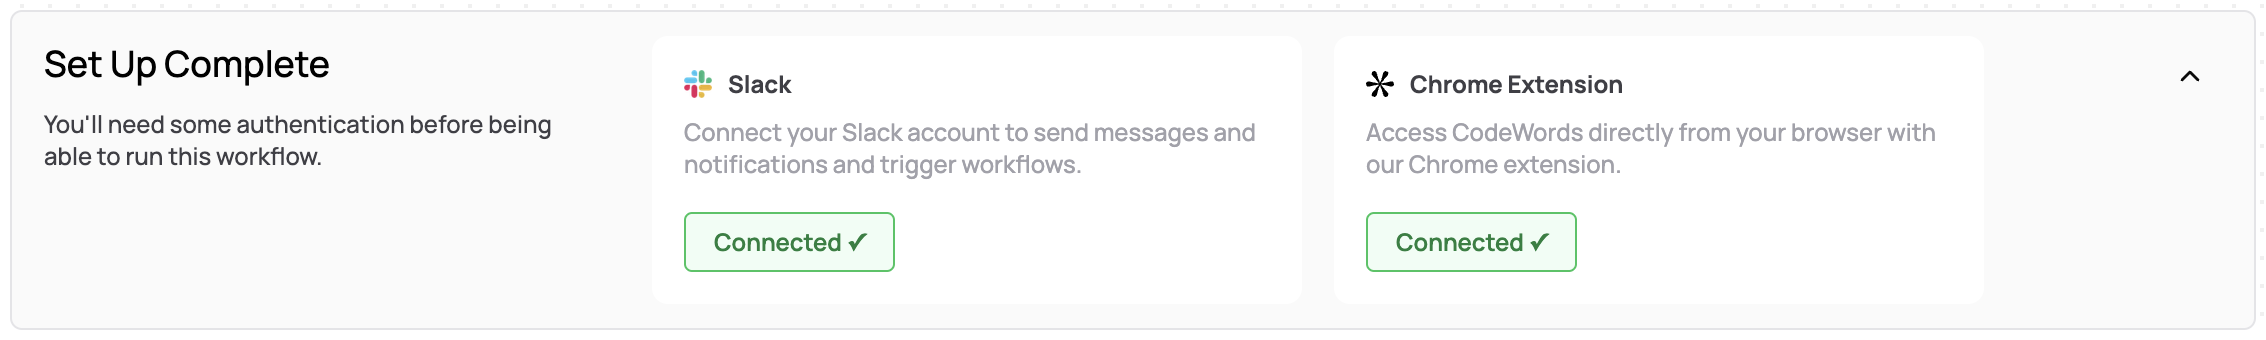 Set Up Complete
You'll need some authentication before being
able to run this workflow.
Slack
Connect your Slack account to send messages and
notifications and trigger workflows.
Connected ✓
Chrome Extension
Access CodeWords directly from your browser with
our Chrome extension.
Connected ✓